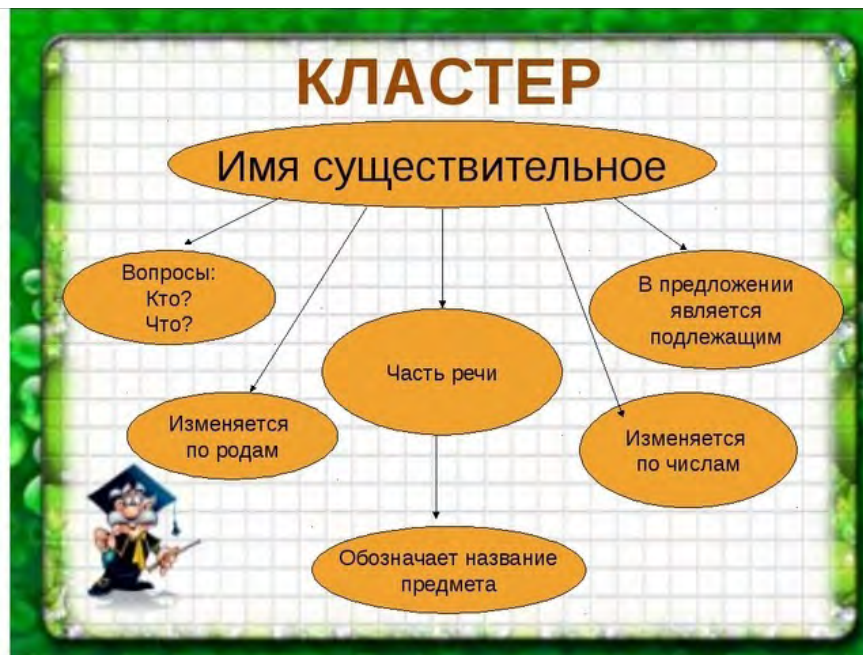 КЛАСТЕР
Имя существительное
Вопросы:
Кто?
Что?
В предложении
является
подлежащим
Часть речи
Изменяется
по родам
Изменяется
по числам
Обозначает название
предмета